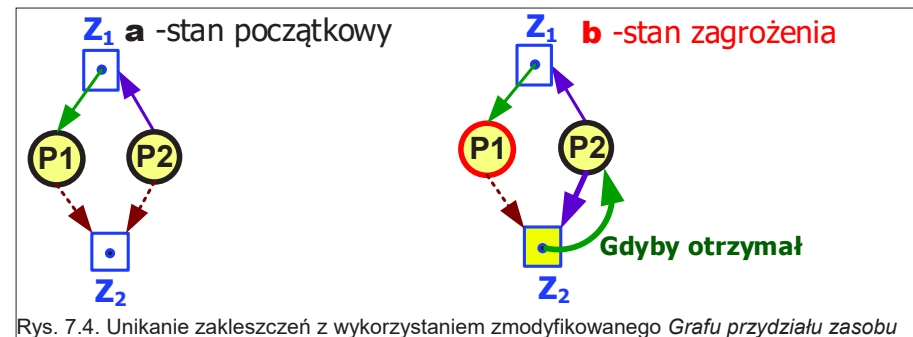 Z1 a -stan początkowy
P1 P2
Z2
Z1 b -stan zagrożenia
P1 P2
Gdyby otrzymał
Z2
Rys. 7.4. Unikanie zakleszczeń z wykorzystaniem zmodyfikowanego Grafu przydziału zasobu